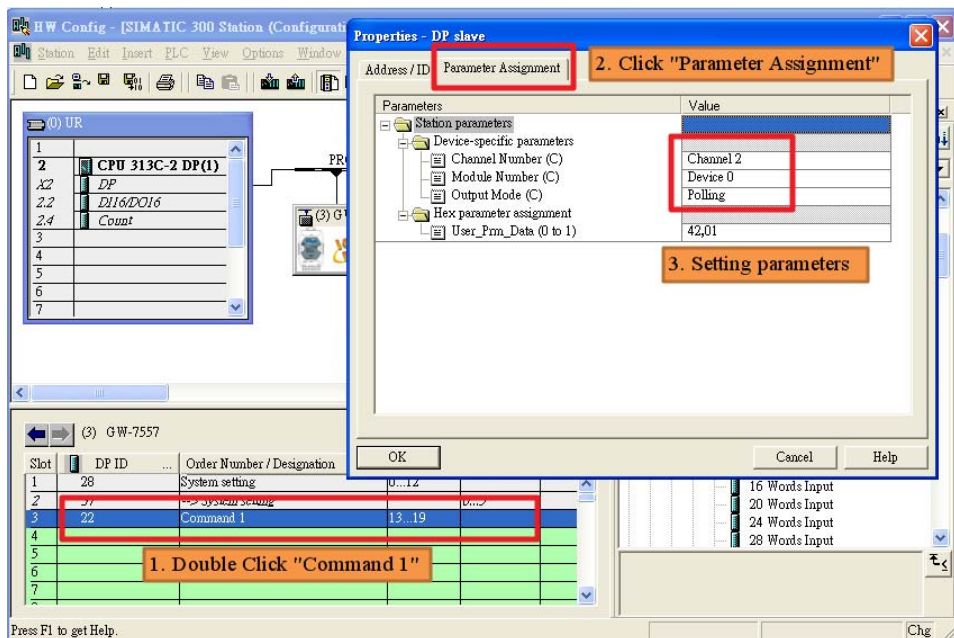 HW Config - [SIMATIC 300 Station (Configurati
Station Edit Insert PLC View Options Window
(0) UR
1
2 CPU 313C-2 DP(1)
X2 DP
2.2 DI16/DO16
2.4 Count
3
4
5
6
7
PRO
(3) GW
Properties - DP slave
Address / ID Parameter Assignment
2. Click "Parameter Assignment"
Parameters Value
Station parameters
Device-specific parameters
Channel Number (C) Channel 2
Module Number (C) Device 0
Output Mode (C) Polling
Hex parameter assignment
User_Prm_Data (0 to 1) 42,01
3. Setting parameters
OK Cancel Help
(3) GW-7557
Slot DP ID ... Order Number / Designation
1 28 System setting 0...12
2 37 --> System setting 0...5
3 22 Command 1 13...19
4
5
6
7
1. Double Click "Command 1"
16 Words Input
20 Words Input
24 Words Input
28 Words Input
Press F1 to get Help. Chg